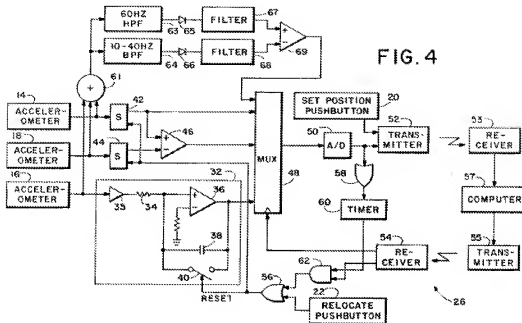 60HZ
HPF
63
65
FILTER
67
10-40HZ
BPF
64
66
FILTER
68
69
FIG. 4
61
+
14
ACCELER-
OMETER
S
42
18
ACCELER-
OMETER
44
S
46
16
ACCELER-
OMETER
35
34
36
32
38
40
RESET
MUX
48
SET POSITION
PUSHBUTTON
20
50
A/D
52
TRANS-
MITTER
53
RE-
CEIVER
58
60
TIMER
57
COMPUTER
54
RE-
CEIVER
55
TRANS-
MITTER
62
56
RELOCATE
PUSHBUTTON
22
26